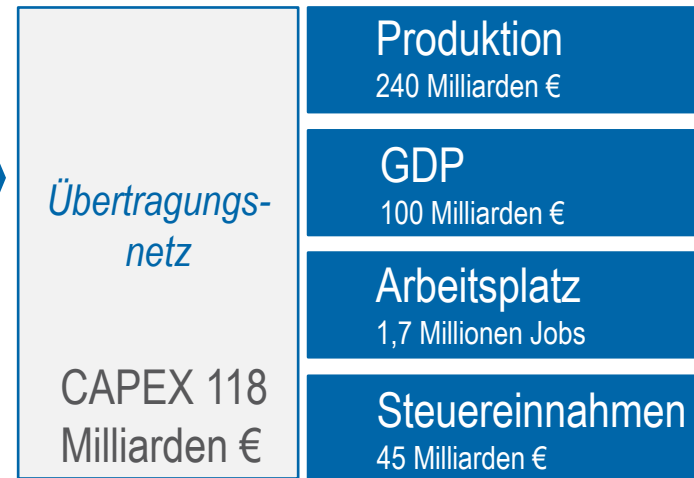 Übertragungs-
netz
CAPEX 118
Milliarden €
Produktion
240 Milliarden €
GDP
100 Milliarden €
Arbeitsplatz
1,7 Millionen Jobs
Steuereinnahmen
45 Milliarden €